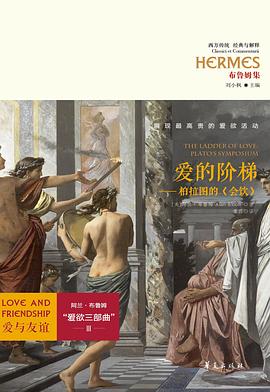 西方传统 经典与解释
Classici et Commentarii
HERMES
布鲁姆集
刘小枫 ● 主编
展现最高贵的爱欲活动
THE LADDER OF LOVE:
PLATO'S SYMPOSIUM
爱的阶梯
——柏拉图的《会饮》
LOVE AND
FRIENDSHIP
爱与友谊
阿兰·布鲁姆
“爱欲三部曲”
III
华夏出版社